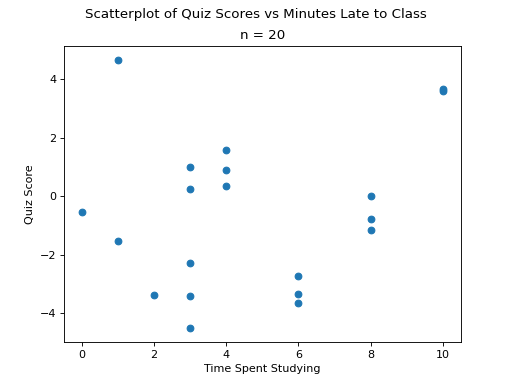 Scatterplot of Quiz Scores vs Minutes Late to Class
n = 20
4
2
0
−2
−4
Quiz Score
0 2 4 6 8 10
Time Spent Studying